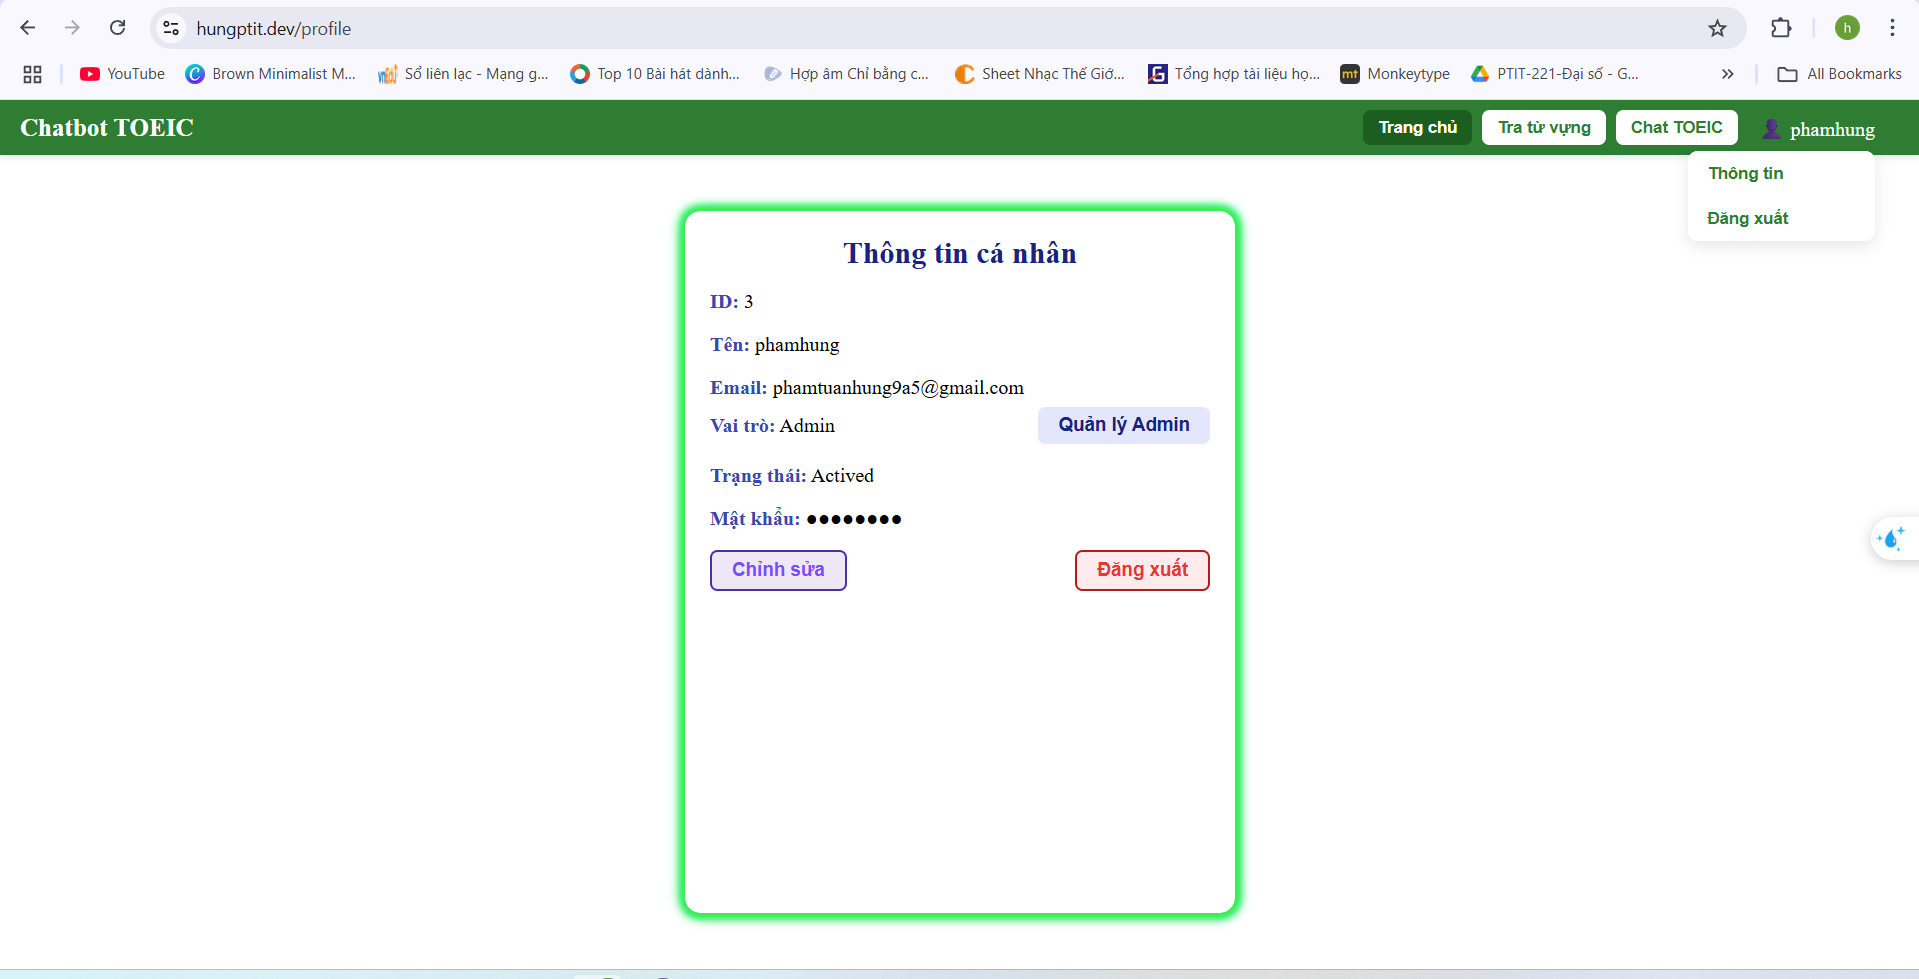 hungptit.dev/profile
h
YouTube
Brown Minimalist M...
Sổ liên lạc - Mạng g...
Top 10 Bài hát dành...
Hợp âm Chỉ bằng c...
Sheet Nhạc Thế Giớ...
Tổng hợp tài liệu họ...
mt
Monkeytype
PTIT-221-Đại số - G...
All Bookmarks
Chatbot TOEIC
Trang chủ
Tra từ vựng
Chat TOEIC
phamhung
Thông tin
Đăng xuất
Thông tin cá nhân
ID: 3
Tên: phamhung
Email: phamtuanhung9a5@gmail.com
Vai trò: Admin
Quản lý Admin
Trạng thái: Actived
Mật khẩu: ●●●●●●●●
Chỉnh sửa
Đăng xuất